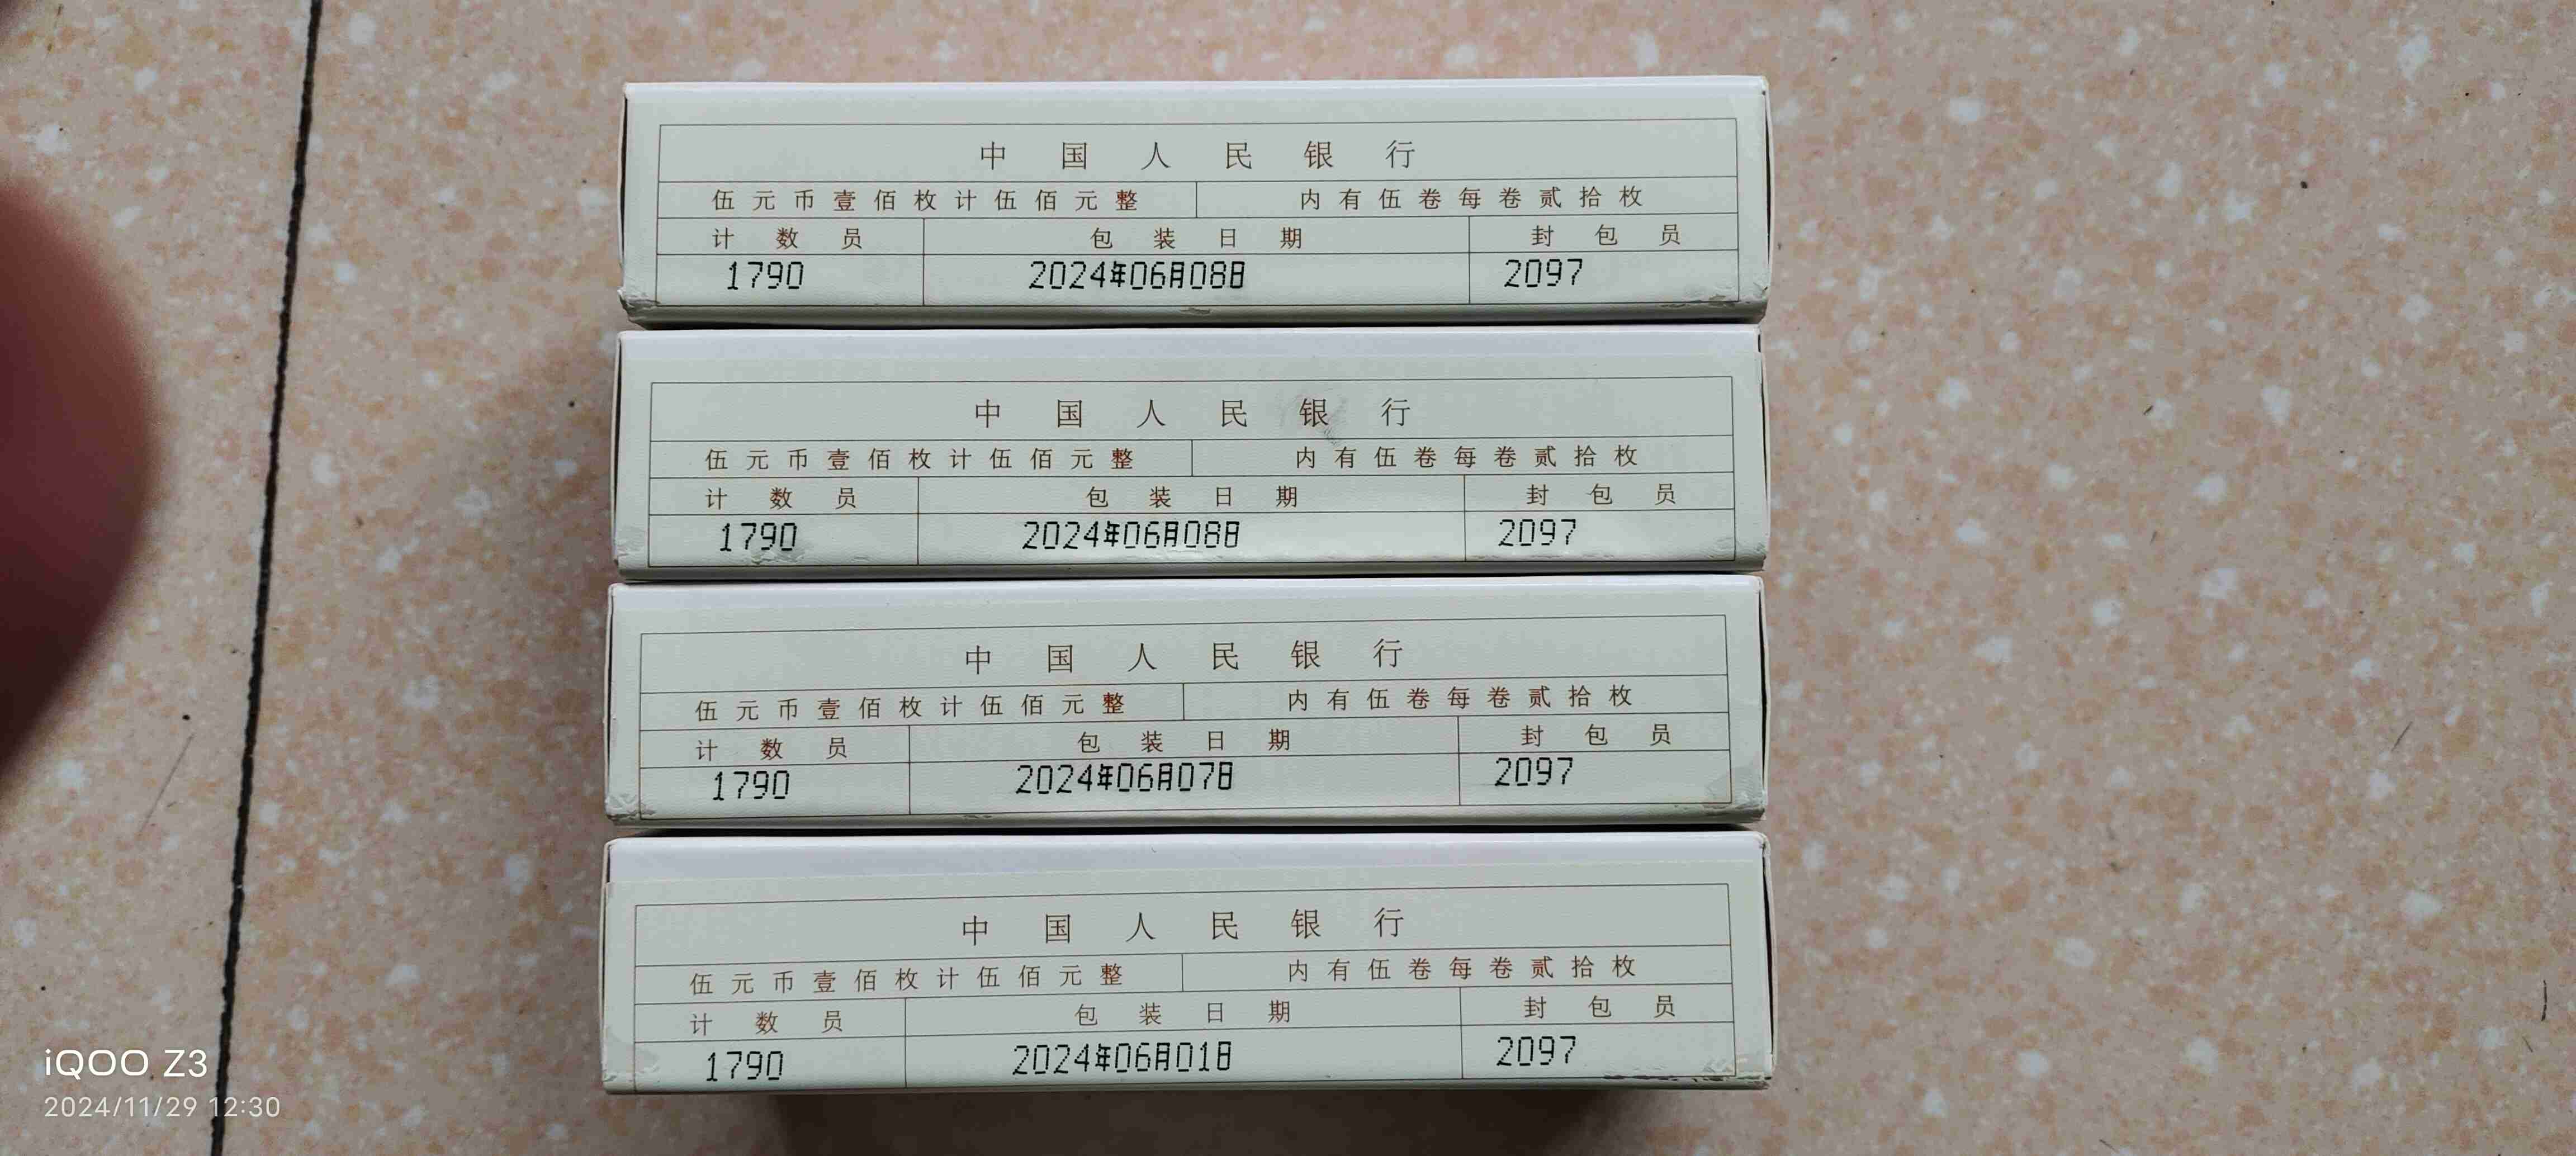 中国人民银行
伍元币壹佰枚计伍佰元整 内有伍卷每卷贰拾枚
计数员 包装日期 封包员
1790 2024年06月08日 2097
中国人民银行
伍元币壹佰枚计伍佰元整 内有伍卷每卷贰拾枚
计数员 包装日期 封包员
1790 2024年06月08日 2097
中国人民银行
伍元币壹佰枚计伍佰元整 内有伍卷每卷贰拾枚
计数员 包装日期 封包员
1790 2024年06月07日 2097
中国人民银行
伍元币壹佰枚计伍佰元整 内有伍卷每卷贰拾枚
计数员 包装日期 封包员
1790 2024年06月01日 2097
iQOO Z3
2024/11/29 12:30